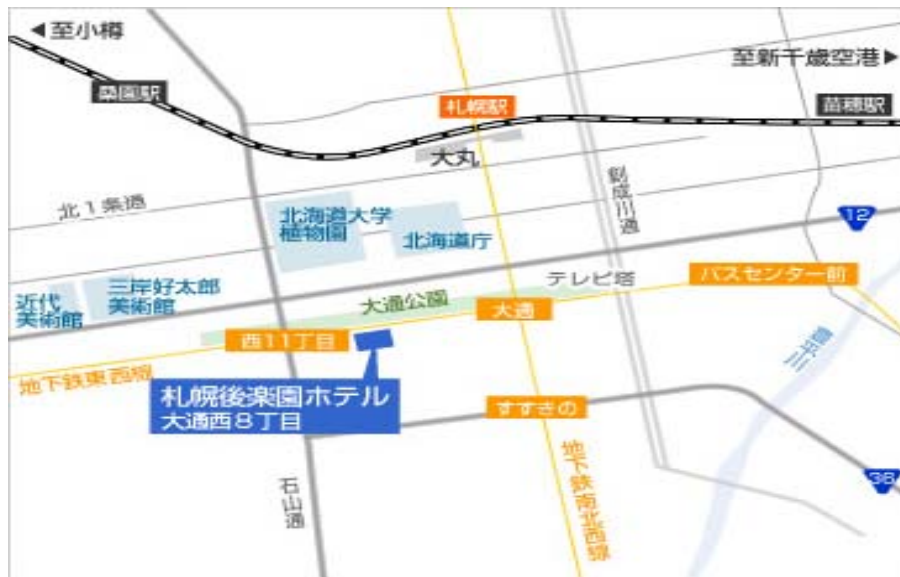 ◀至小樽
至新千歳空港▶
桑園駅
札幌駅
苗穂駅
大丸
北1条通
創成川通
12
北海道大学
植物園
北海道庁
三岸好太郎
美術館
近代
美術館
大通公園
テレビ塔
バスセンター前
大通
西11丁目
地下鉄東西線
札幌後楽園ホテル
大通西8丁目
すすきの
豊平川
地下鉄南北西線
石山通
36